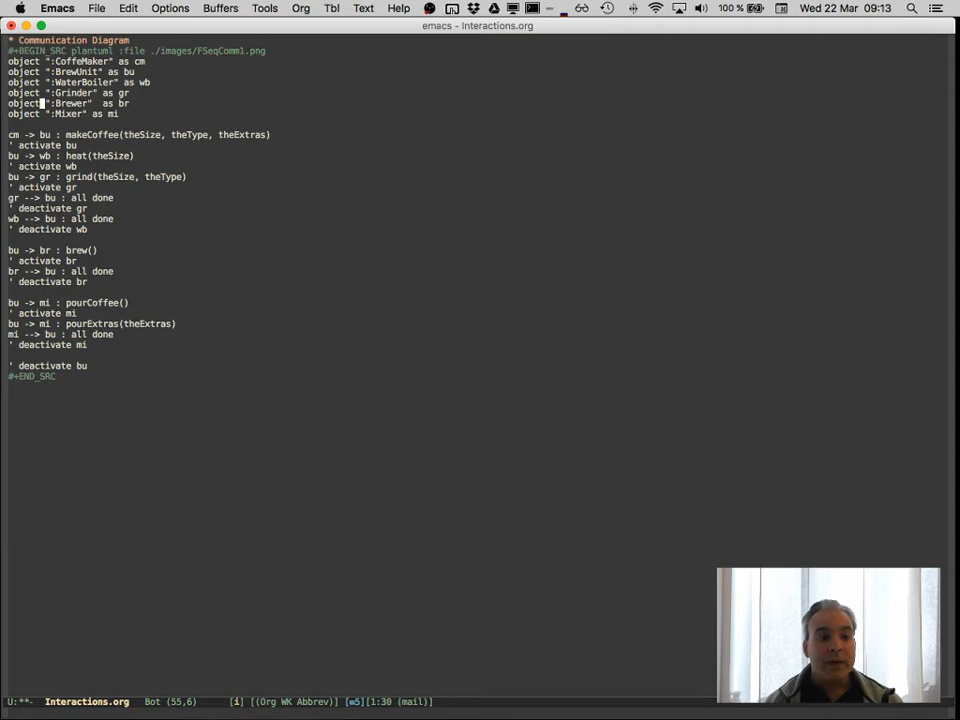 Emacs File Edit Options Buffers Tools Org Tbl Text Help 100 % Wed 22 Mar 09:13
emacs - Interactions.org
* Communication Diagram
#+BEGIN_SRC plantuml :file ./images/FSeqComm1.png
object ":CoffeMaker" as cm
object ":BrewUnit" as bu
object ":WaterBoiler" as wb
object ":Grinder" as gr
object ":Brewer"  as br
object ":Mixer" as mi
cm -> bu : makeCoffee(theSize, theType, theExtras)
' activate bu
bu -> wb : heat(theSize)
' activate wb
bu -> gr : grind(theSize, theType)
' activate gr
gr --> bu : all done
' deactivate gr
wb --> bu : all done
' deactivate wb
bu -> br : brew()
' activate br
br --> bu : all done
' deactivate br
bu -> mi : pourCoffee()
' activate mi
bu -> mi : pourExtras(theExtras)
mi --> bu : all done
' deactivate mi
' deactivate bu
#+END_SRC
U:**-  Interactions.org   Bot (55,6)   [i] [(Org WK Abbrev)] [✉5][1:30 (mail)]